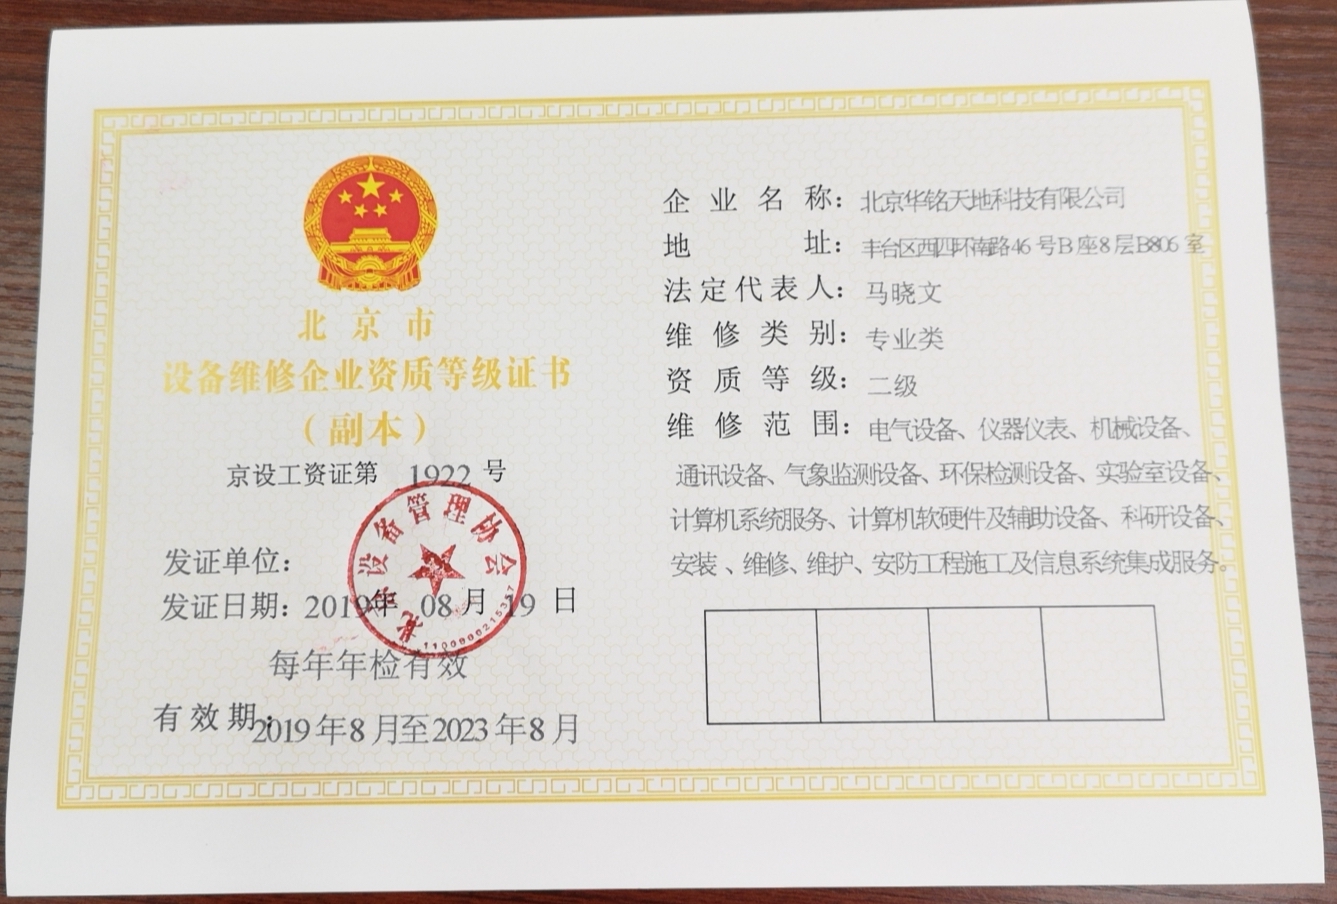 北京市
设备维修企业资质等级证书
（副本）
京设工资证第 1922 号
发证单位：
北京设备管理协会
发证日期：2019年 08月 19日
每年年检有效
有效期：2019年8月至2023年8月
企业名称：北京华铭天地科技有限公司
地址：丰台区西四环南路46号B座8层B806室
法定代表人：马晓文
维修类别：专业类
资质等级：二级
维修范围：电气设备、仪器仪表、机械设备、
通讯设备、气象监测设备、环保检测设备、实验室设备、
计算机系统服务、计算机软硬件及辅助设备、科研设备、
安装、维修、维护、安防工程施工及信息系统集成服务。